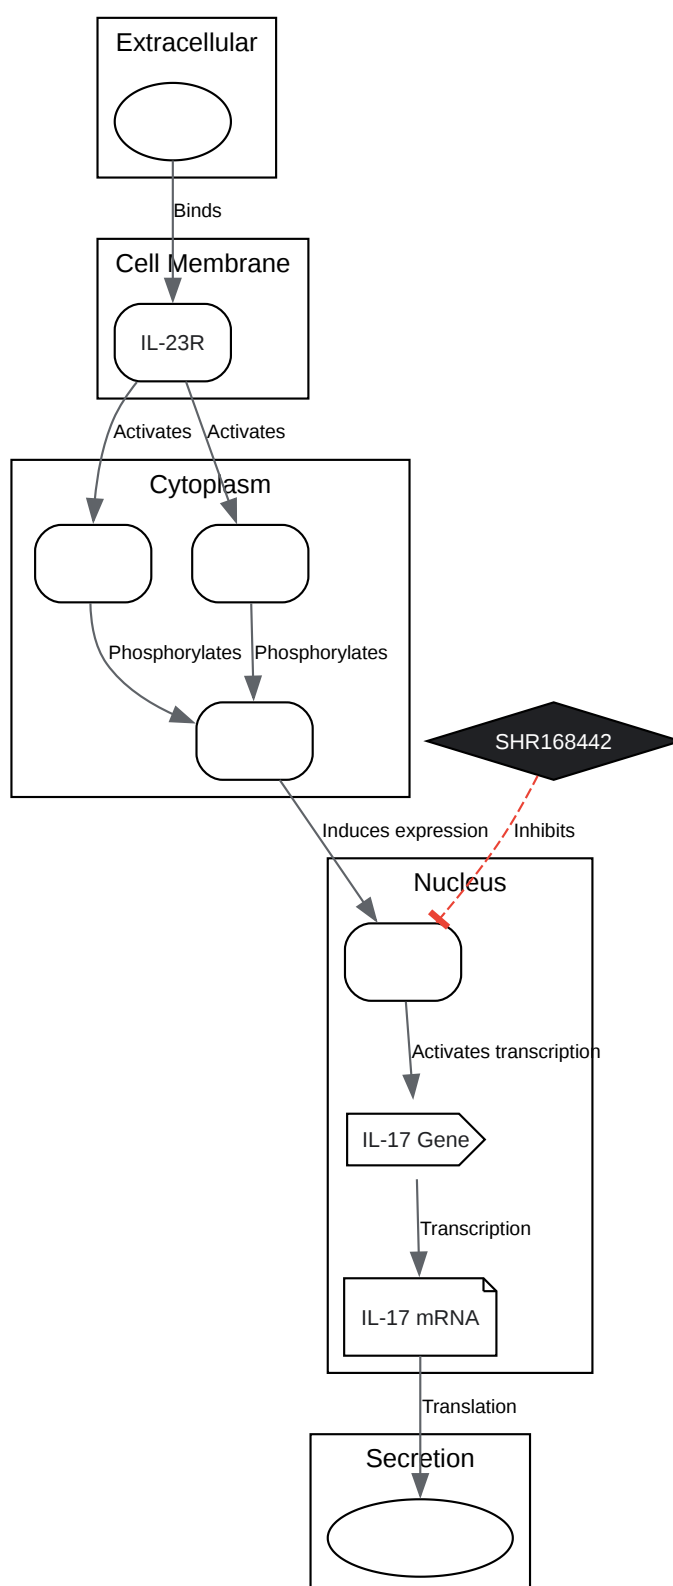 Extracellular
Binds
Cell Membrane
IL-23R
Activates
Activates
Cytoplasm
Phosphorylates
Phosphorylates
SHR168442
Induces expression
Inhibits
Nucleus
Activates transcription
IL-17 Gene
Transcription
IL-17 mRNA
Translation
Secretion